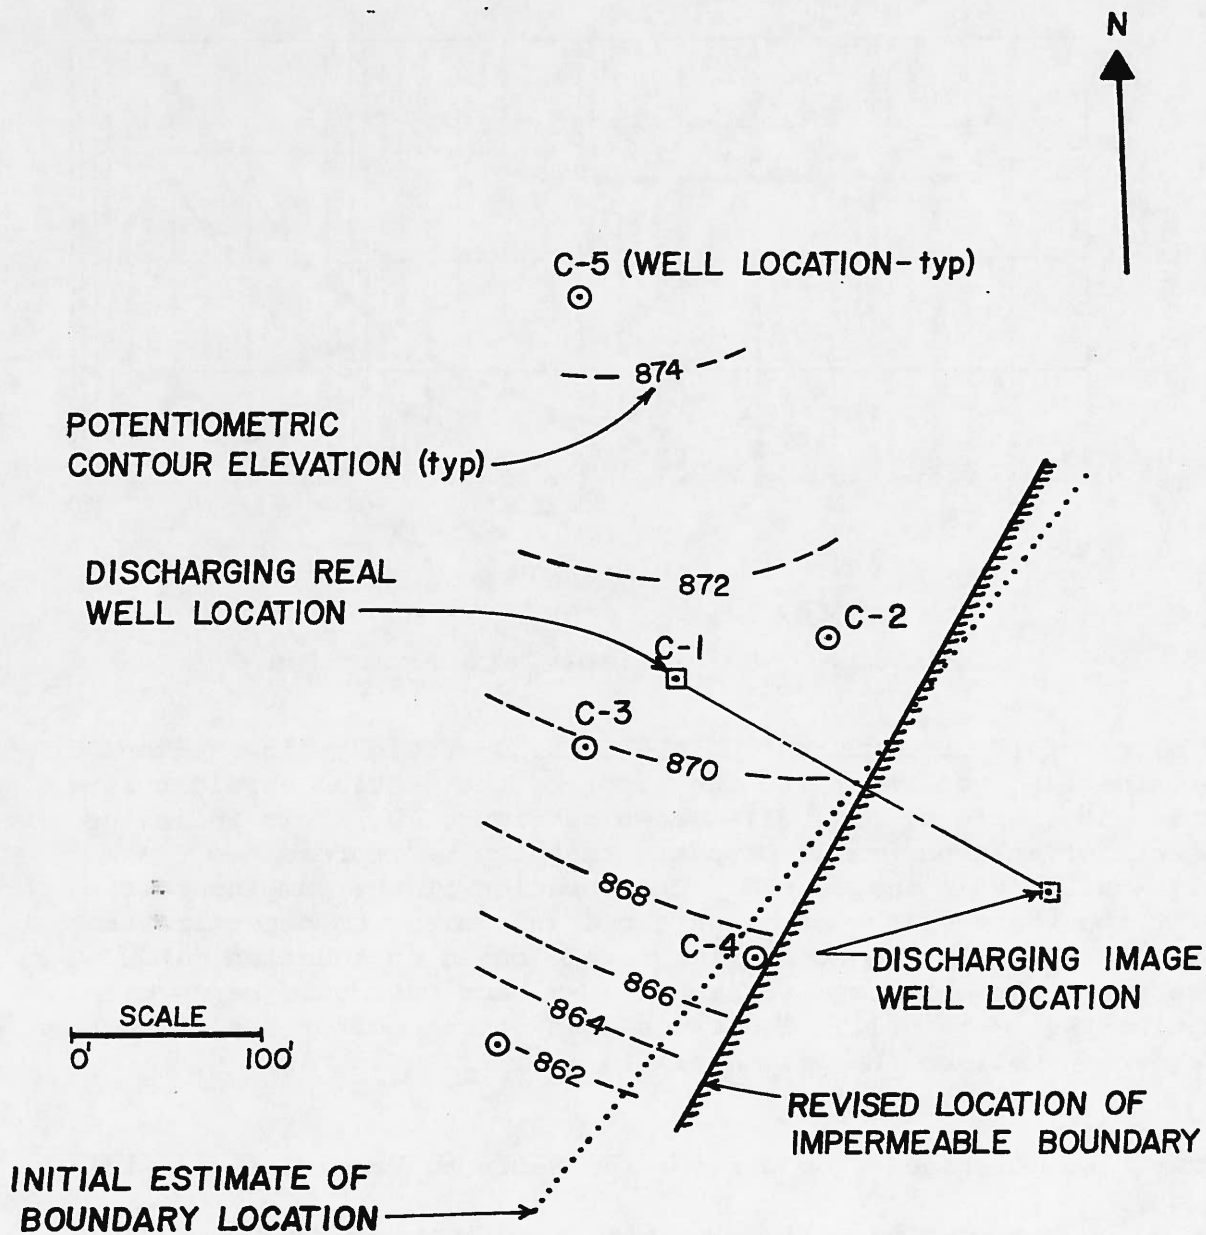 N
C-5 (WELL LOCATION-typ)
874
POTENTIOMETRIC
CONTOUR ELEVATION (typ)
872
DISCHARGING REAL
WELL LOCATION
C-2
C-1
C-3
870
868
C-4
DISCHARGING IMAGE
WELL LOCATION
866
864
SCALE
0' 100'
862
REVISED LOCATION OF
IMPERMEABLE BOUNDARY
INITIAL ESTIMATE OF
BOUNDARY LOCATION